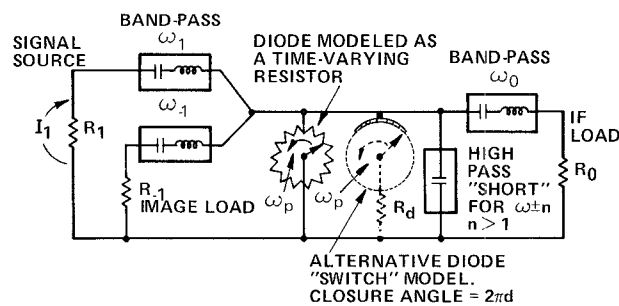 BAND-PASS
ω1
SIGNAL
SOURCE
DIODE MODELED AS
A TIME-VARYING
RESISTOR
BAND-PASS
ω0
ω-1
I1
R1
IF
LOAD
R-1
IMAGE LOAD
ωp
ωp
Rd
HIGH
PASS
"SHORT"
FOR ω±n
n > 1
R0
ALTERNATIVE DIODE
"SWITCH" MODEL.
CLOSURE ANGLE = 2πd